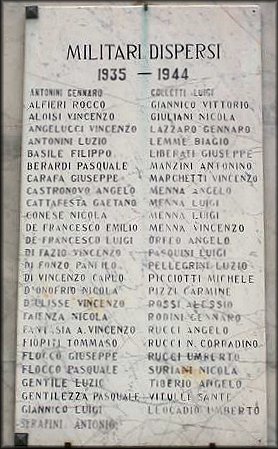 MILITARI DISPERSI
1935 — 1944
ANTONINI GENNARO
ALFIERI ROCCO
ALOISI VINCENZO
ANGELUCCI VINCENZO
ANTONINI LUZIO
BASILE FILIPPO
BERARDI PASQUALE
CARAFA GIUSEPPE
CASTRONOVO ANGELO
CATTAFESTA GAETANO
CONESE NICOLA
DE FRANCESCO EMILIO
DE FRANCESCO LUIGI
DI FAZIO VINCENZO
DI FONZO PANFILO
DI VINCENZO CARLO
D'ONOFRIO NICOLA
D'ULISSE VINCENZO
FAIENZA NICOLA
FANTASIA A. VINCENZO
FIORITI TOMMASO
FLOCCO GIUSEPPE
FLOCCO PASQUALE
GENTILE LUZIO
GENTILEZZA PASQUALE
GIANNICO LUIGI
SERAFINI ANTONIO
COLLETTI LUIGI
GIANNICO VITTORIO
GIULIANI NICOLA
LAZZARO GENNARO
LEMME BIAGIO
LIBERATI GIUSEPPE
MANZINI ANTONINO
MARCHETTI VINCENZO
MENNA ANGELO
MENNA LUIGI
MENNA LUIGI
MENNA VINCENZO
ORFEO ANGELO
PASQUINI LUIGI
PELLEGRINI LUZIO
PICCIOTTI MICHELE
PIZZI CARMINE
ROSSI ALESSIO
RODINI GENNARO
RUCCI ANGELO
RUCCI N. CORRADINO
RUCCI UMBERTO
SURIANI NICOLA
TIBERIO ANGELO
VITULLI SANTE
LEOCADIO UMBERTO